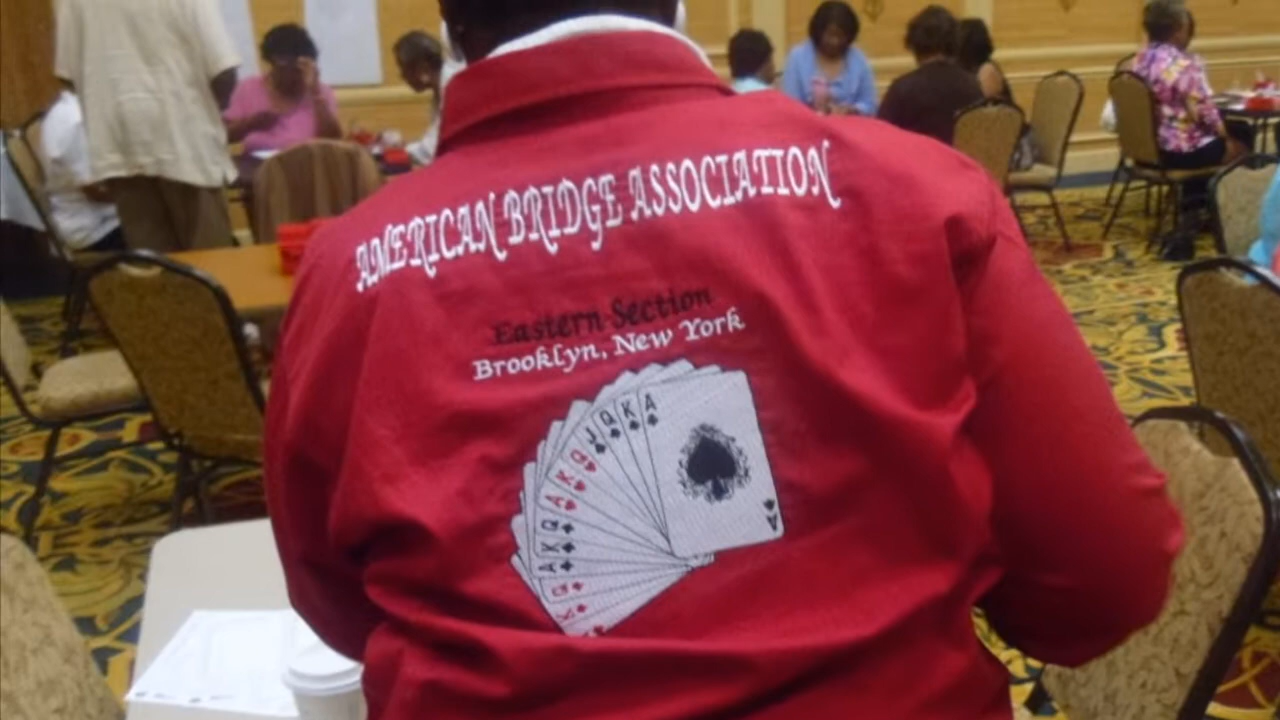 AMERICAN BRIDGE ASSOCIATION
Eastern Section
Brooklyn, New York
A
K
Q
J
Q
K
A
Q
K
A
Q
K
A